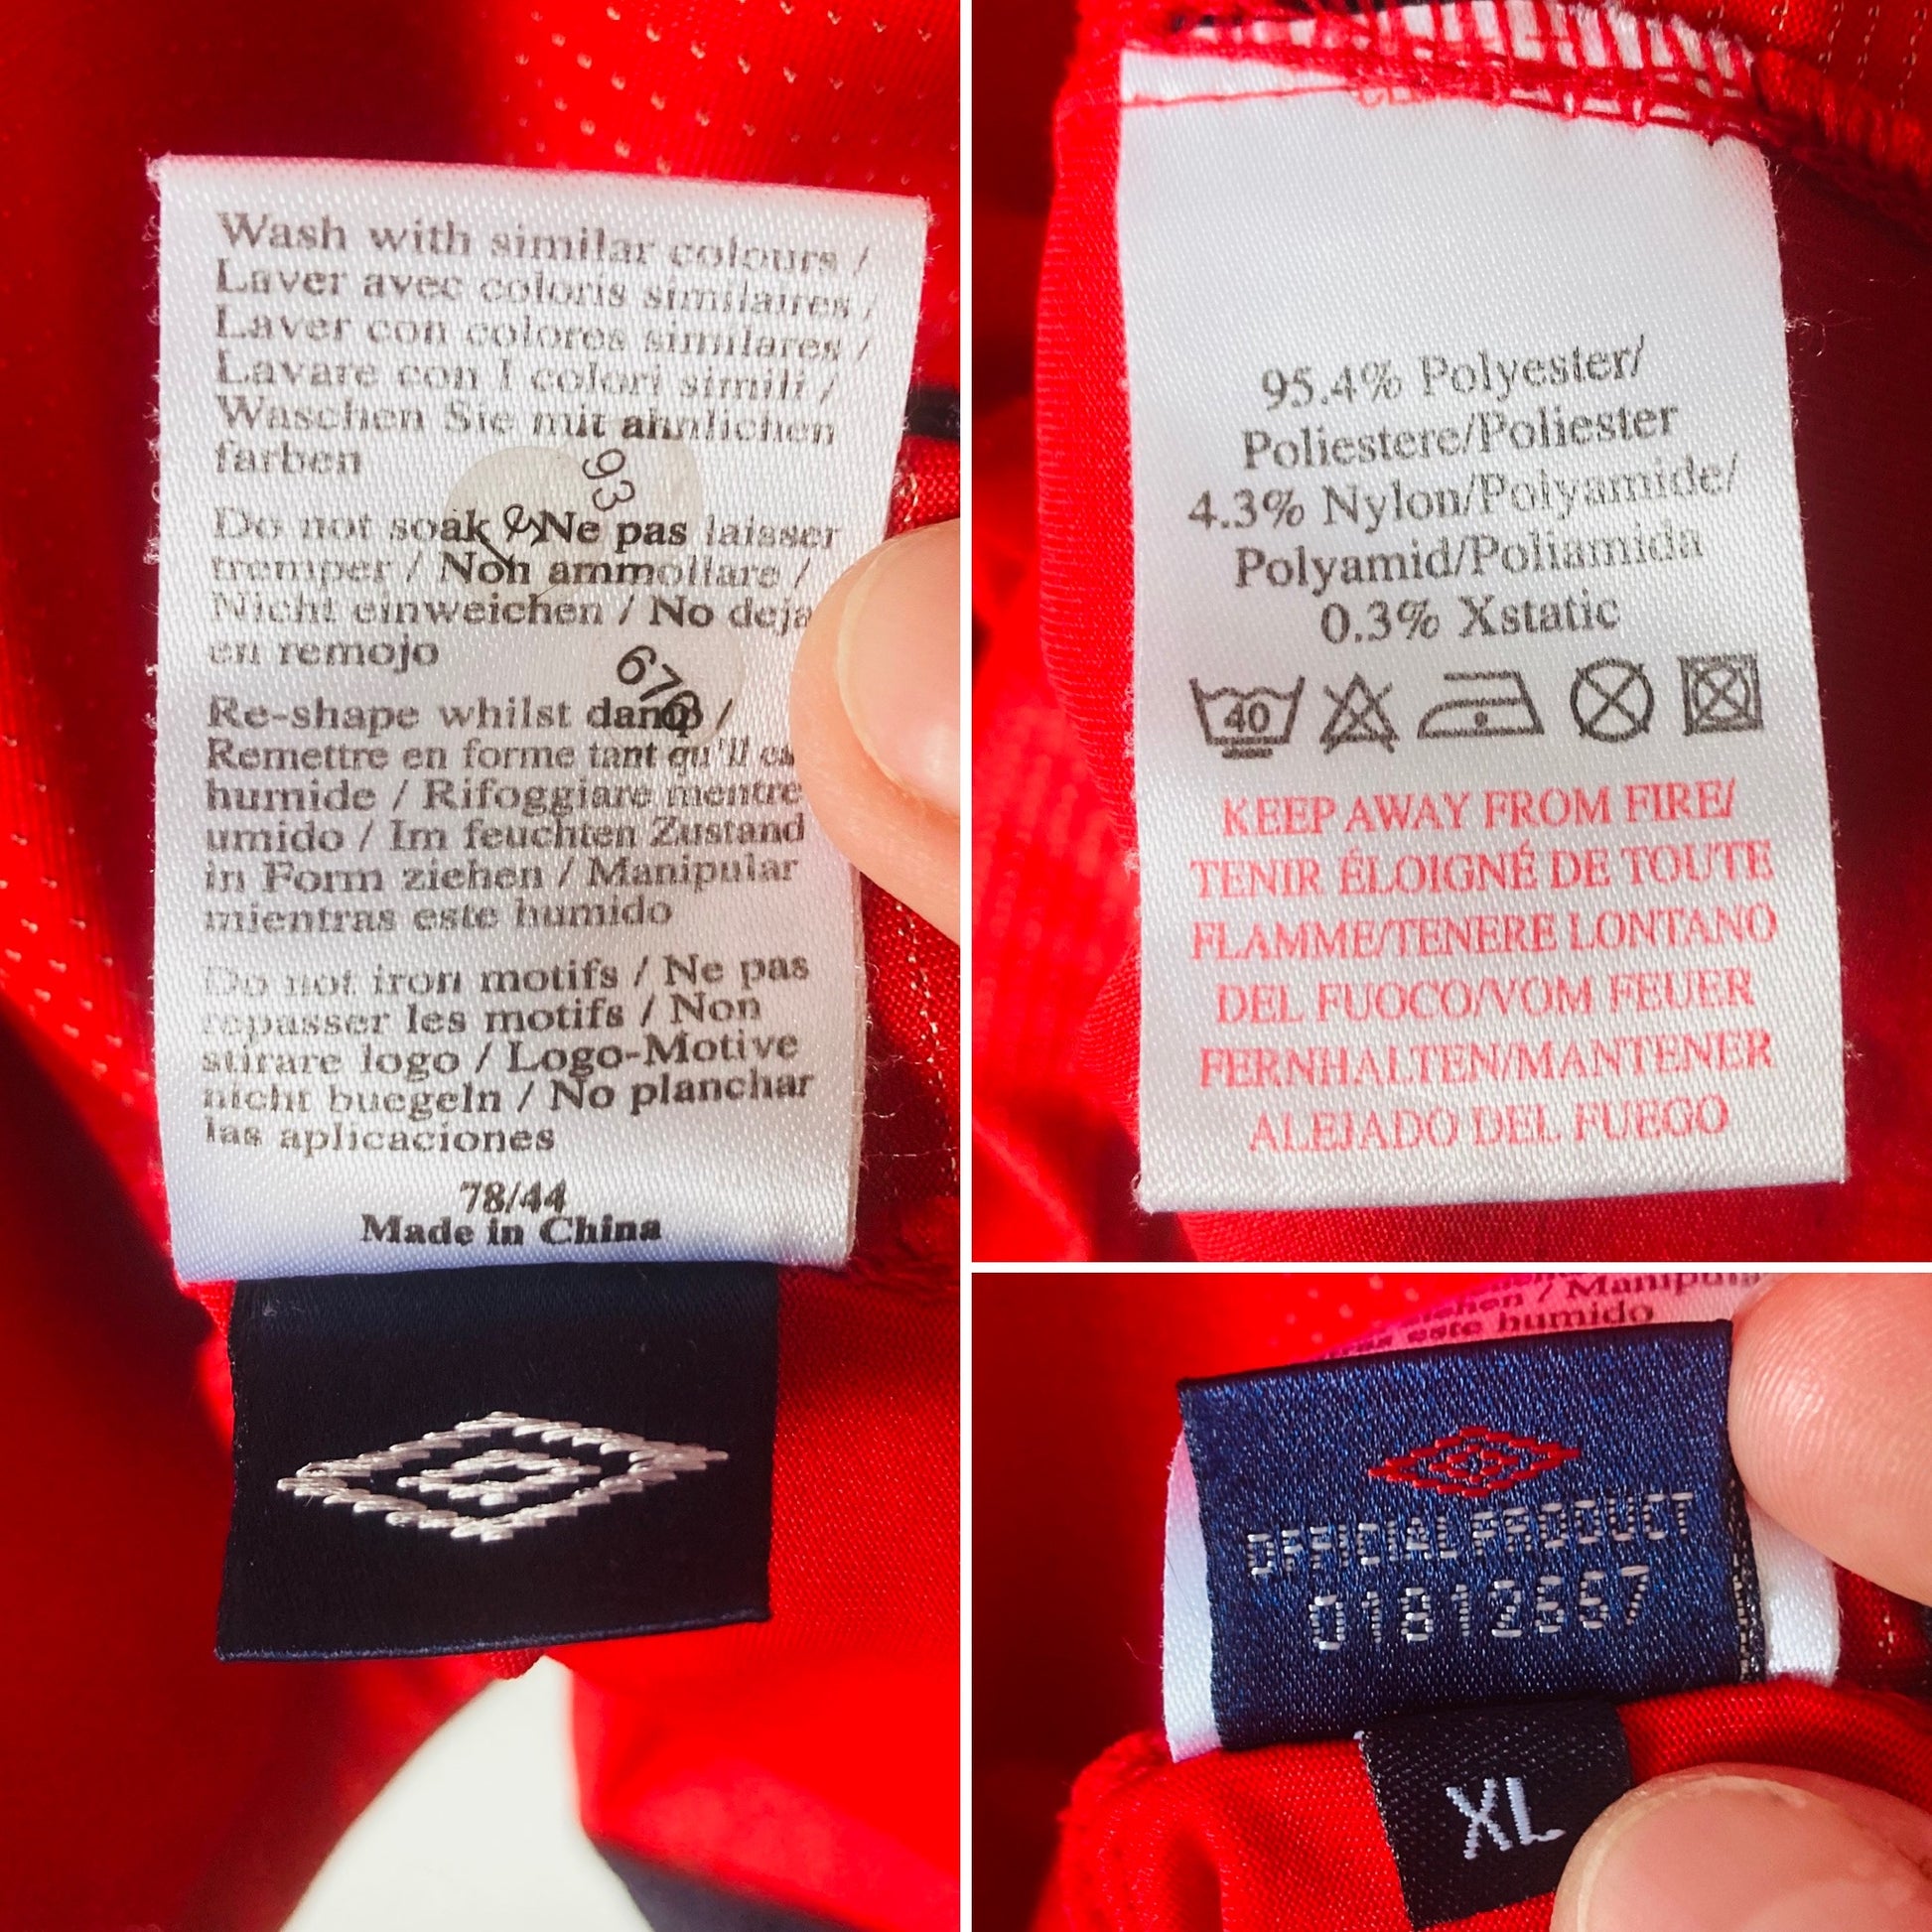 Wash with similar colours /
Laver avec coloris similaires /
Laver con colores similares /
Lavare con I colori simili /
Waschen Sie mit ahnlichen
farben
93
Do not soak / Ne pas laisser
tremper / Non ammollare /
Nicht einweichen / No deja
en remojo
676
Re-shape whilst damp /
Remettre en forme tant qu'il
humide / Rifoggiare mentre
umido / Im feuchten Zustand
in Form ziehen / Manipular
mientras este humido
Do not iron motifs / Ne pas
repasser les motifs / Non
stirare logo / Logo-Motive
nicht buegeln / No planchar
las aplicaciones
78/44
Made in China
95.4% Polyester/
Poliestere/Poliester
4.3% Nylon/Polyamide/
Polyamid/Poliamida
0.3% Xstatic
40
KEEP AWAY FROM FIRE/
TENIR ÉLOIGNÉ DE TOUTE
FLAMME/TENERE LONTANO
DEL FUOCO/VOM FEUER
FERNHALTEN/MANTENER
ALEJADO DEL FUEGO
/ Manipula
este humido
OFFICIAL PRODUCT
01812657
XL